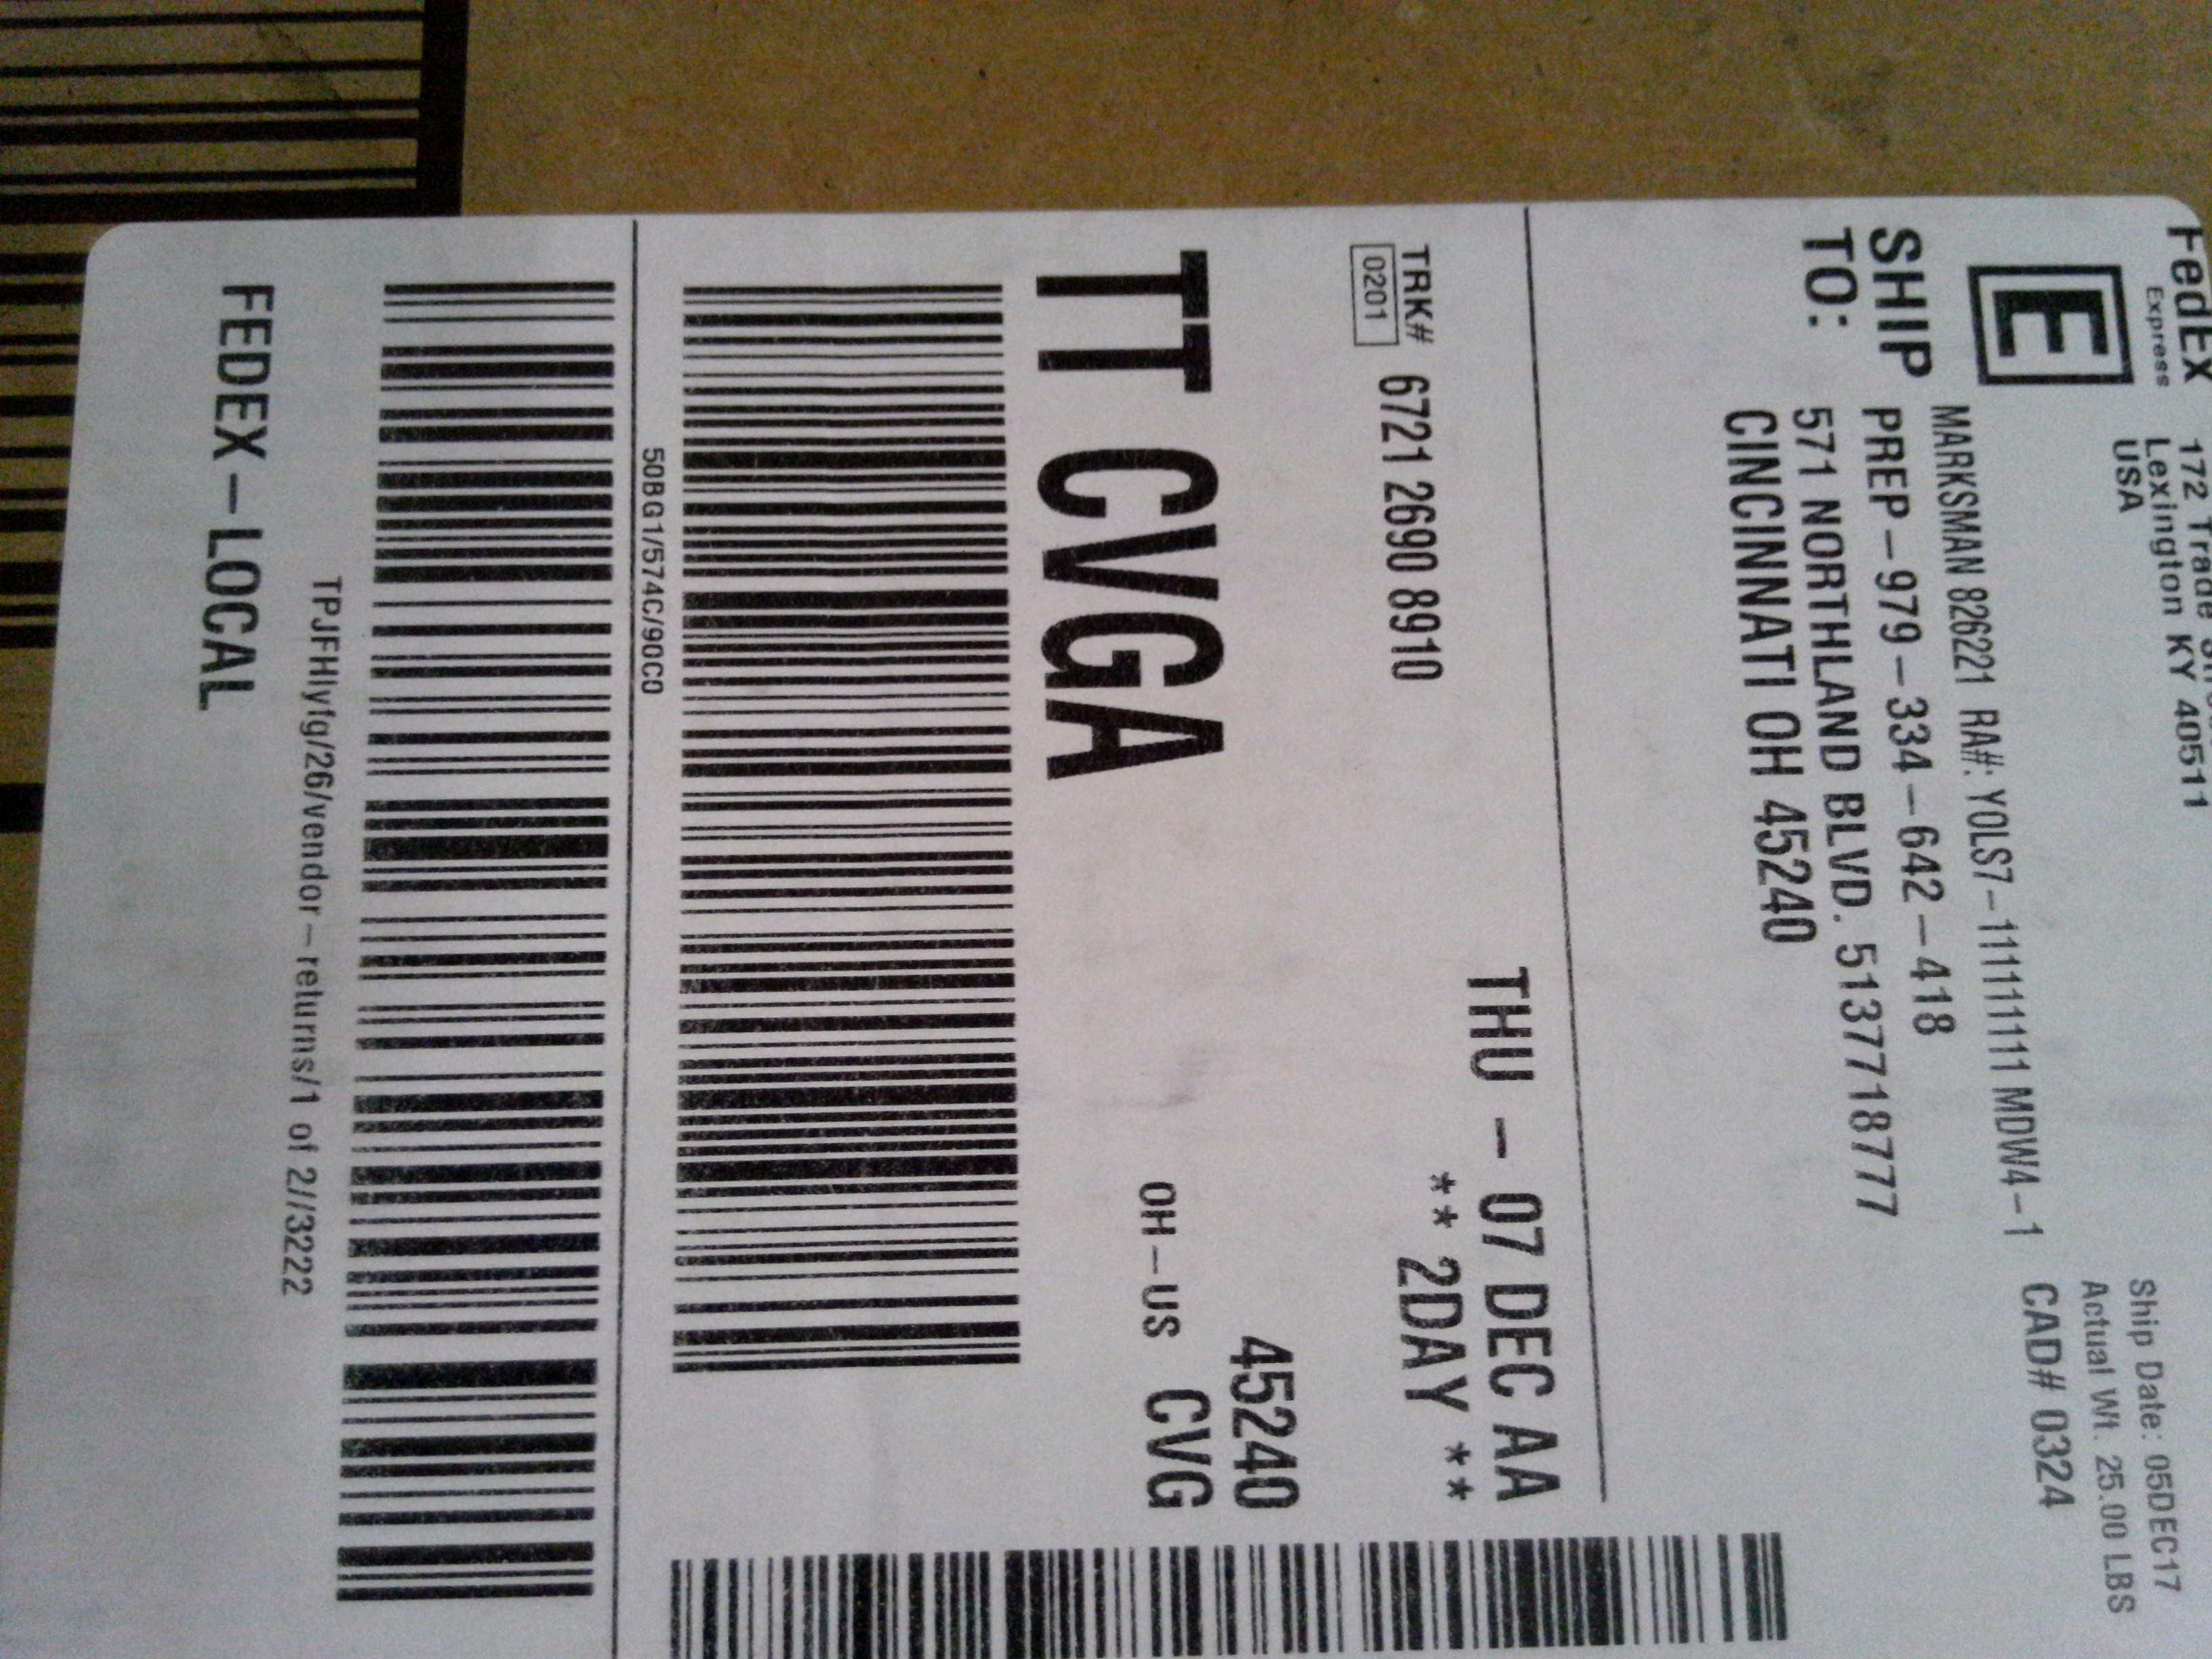 FedEx
Express
172 Trade
Lexington KY 40511
USA
Ship Date: 05DEC17
Actual Wt. 25.00 LBS
CAD# 0324
E
MARKSMAN 826221 RA#: YOLS7-1111111111 MDW4-1
SHIP
TO:
PREP-979-334-642-418
571 NORTHLAND BLVD. 5137718777
CINCINNATI OH 45240
THU - 07 DEC AA
** 2DAY **
TRK#
0201
6721 2690 8910
45240
TT CVGA
OH-US CVG
50BG1/574C/90C0
TPJFHIyfg/26/vendor-returns/1 of 2//3222
FEDEX-LOCAL